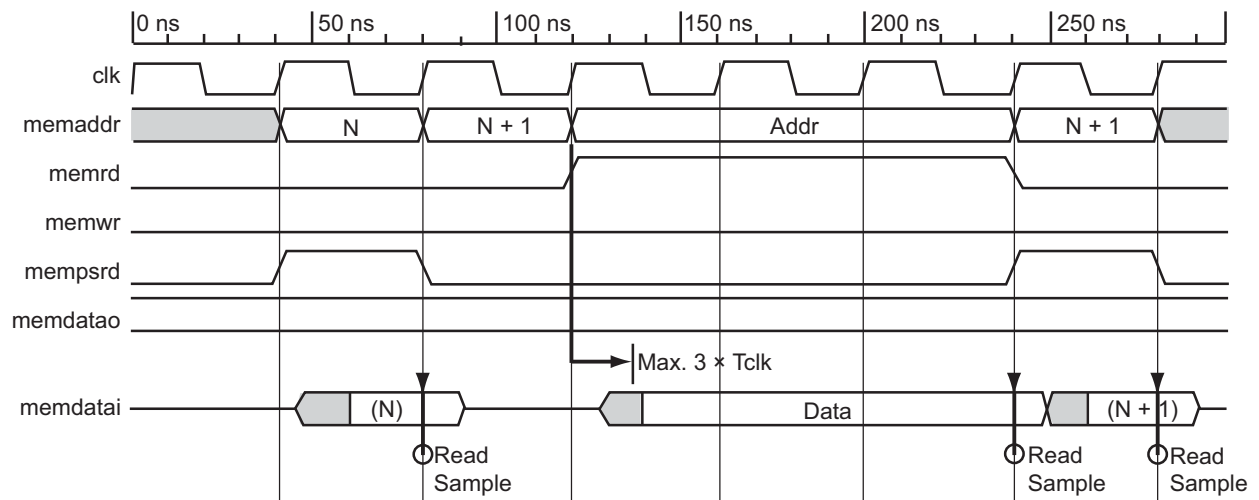 0 ns 50 ns 100 ns 150 ns 200 ns 250 ns
clk
memaddr N N + 1 Addr N + 1
memrd
memwr
mempsrd
memdatao
Max. 3 × Tclk
memdatai (N) Data (N + 1)
Read Read Read
Sample Sample Sample